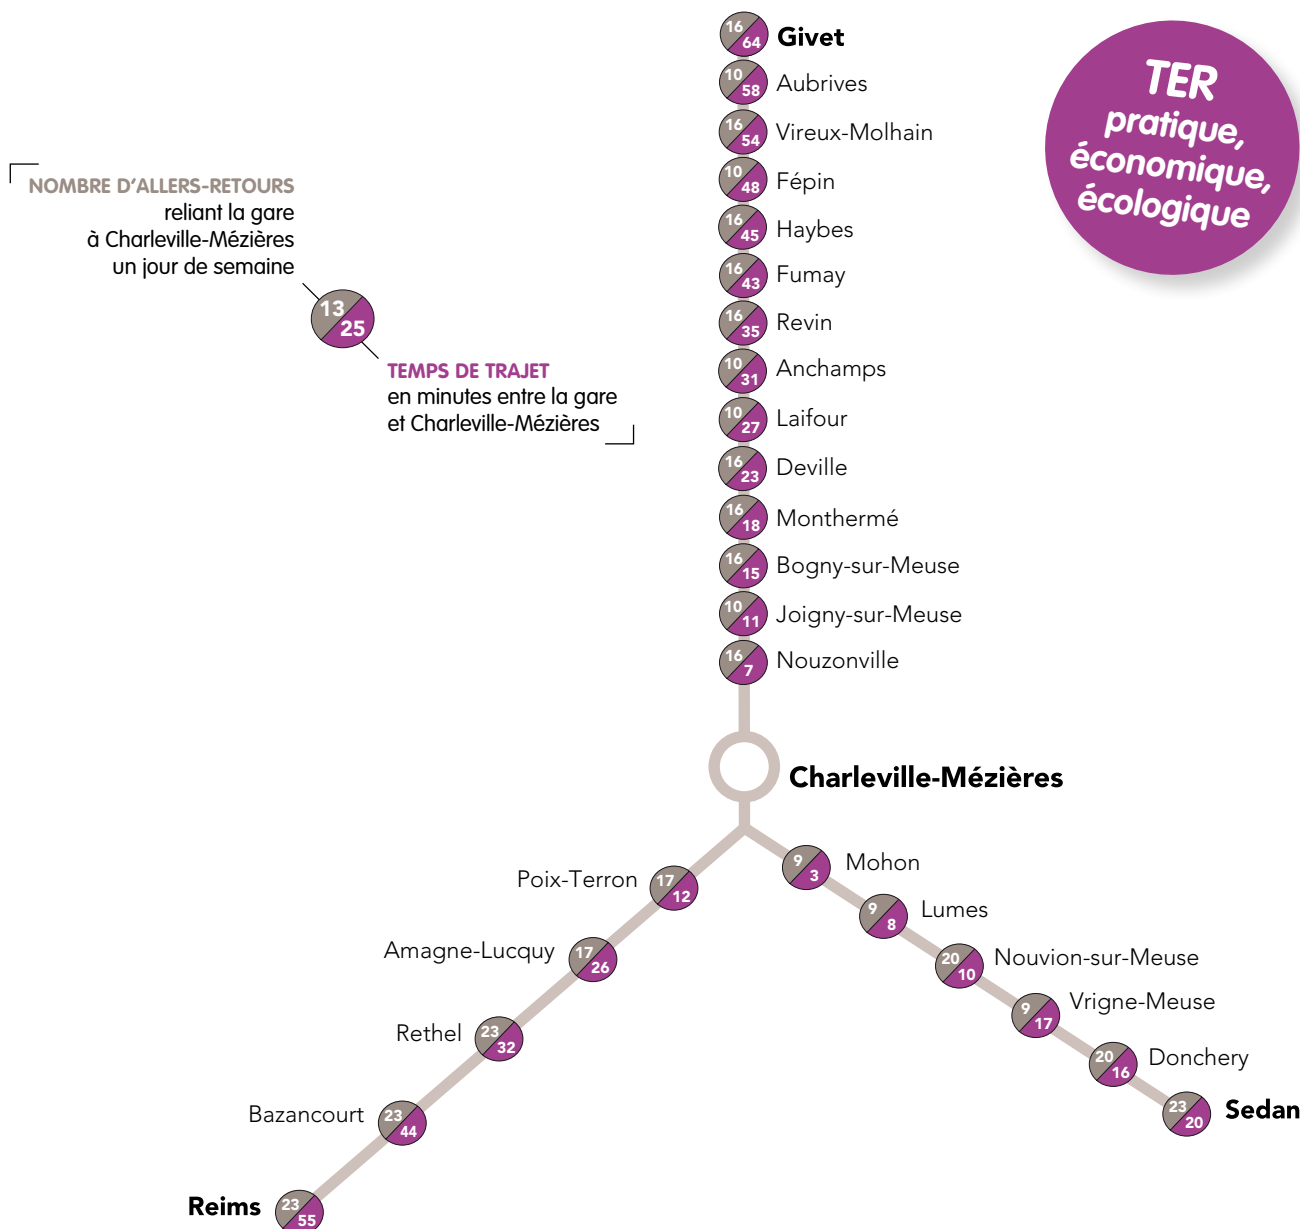 16
64
Givet
10
58
Aubrives
16
54
Vireux-Molhain
10
48
Fépin
16
45
Haybes
16
43
Fumay
16
35
Revin
10
31
Anchamps
10
27
Laifour
16
23
Deville
16
18
Monthermé
16
15
Bogny-sur-Meuse
10
11
Joigny-sur-Meuse
16
7
Nouzonville
TER
pratique,
économique,
écologique
NOMBRE D'ALLERS-RETOURS
reliant la gare
à Charleville-Mézières
un jour de semaine
13
25
TEMPS DE TRAJET
en minutes entre la gare
et Charleville-Mézières
Charleville-Mézières
Poix-Terron
17
12
Amagne-Lucquy
17
26
Rethel
23
32
Bazancourt
23
44
Reims
23
55
9
3
Mohon
9
8
Lumes
20
10
Nouvion-sur-Meuse
9
17
Vrigne-Meuse
20
16
Donchery
23
20
Sedan